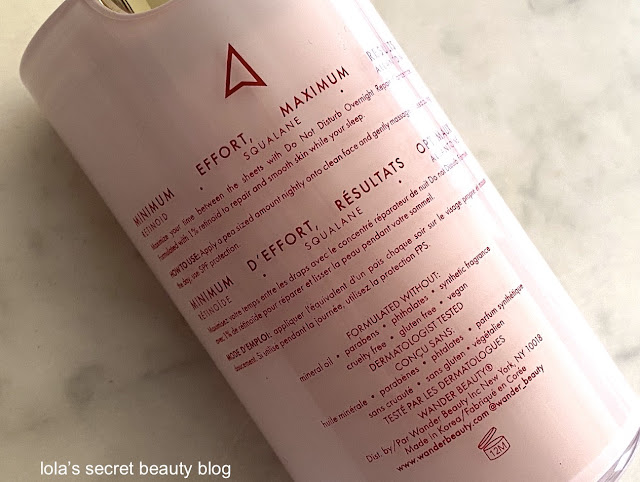 MINIMUM EFFORT, MAXIMUM
RETINOID • SQUALANE •
Maximize your time between the sheets with Do Not Disturb Overnight Repair
formulated with 1% retinoid to repair and smooth skin while your sleep.
HOW TO USE: Apply a pea sized amount nightly onto clean face and gently massage
the day, use SPF protection.
MINIMUM D'EFFORT, RÉSULTATS
RÉTINOÏDE • SQUALANE •
Maximisez votre temps entre les draps avec le concentré réparateur de nuit Do not
avec 1% de rétinoïde pour réparer et lisser la peau pendant votre sommeil.
MODE D'EMPLOI: appliquer l'équivalent d'un pois chaque soir sur le visage propre et
doucement. Si utilisé pendant la journée, utilisez la protection FPS.
FORMULATED WITHOUT:
mineral oil • parabens • phthalates • synthetic fragrance
cruelty free • gluten free • vegan
DERMATOLOGIST TESTED
CONÇU SANS:
huile minérale • parabènes • phtalates • parfum synthétique
sans cruauté • sans gluten • végétalien
TESTÉ PAR LES DERMATOLOGUES
WANDER BEAUTY®
Dist. by/Par Wander Beauty Inc New York, NY 10018
Made in Korea/Fabriqué en Corée
www.wanderbeauty.com @wander_beauty
12M
lola's secret beauty blog